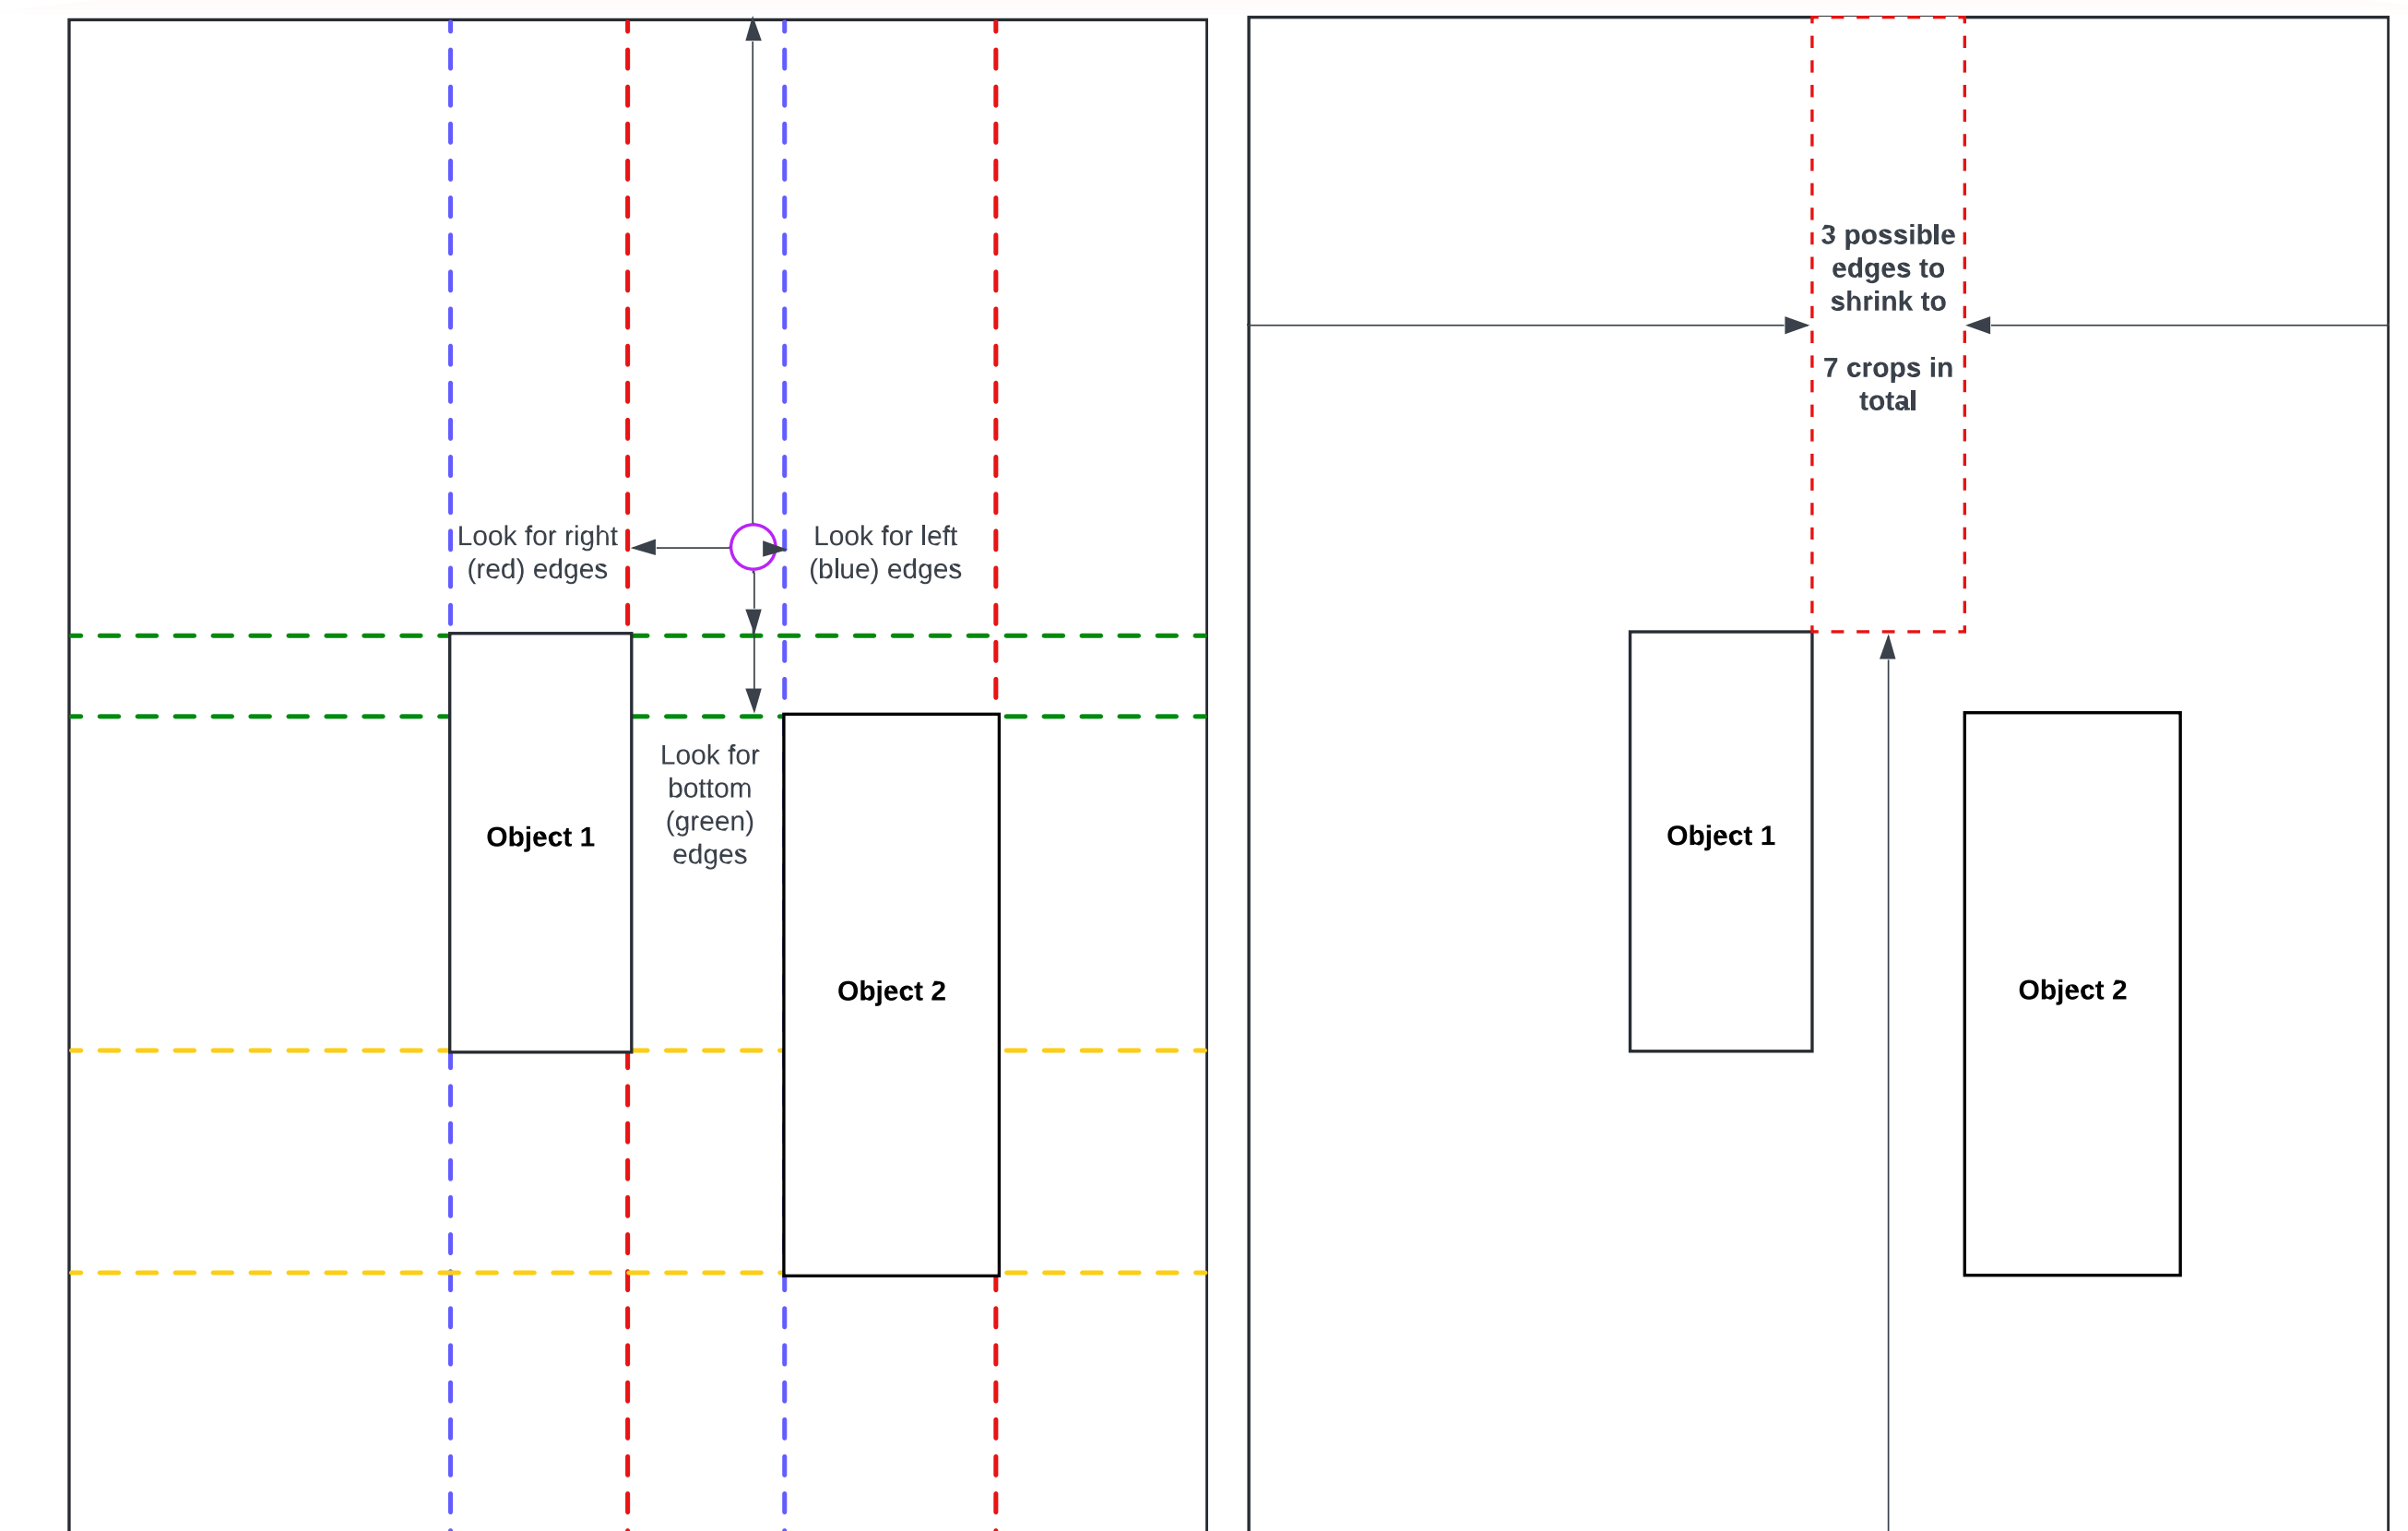 Look for right
(red) edges
Look for left
(blue) edges
Look for
bottom
(green)
edges
Object 1
Object 2
3 possible
edges to
shrink to
7 crops in
total
Object 1
Object 2